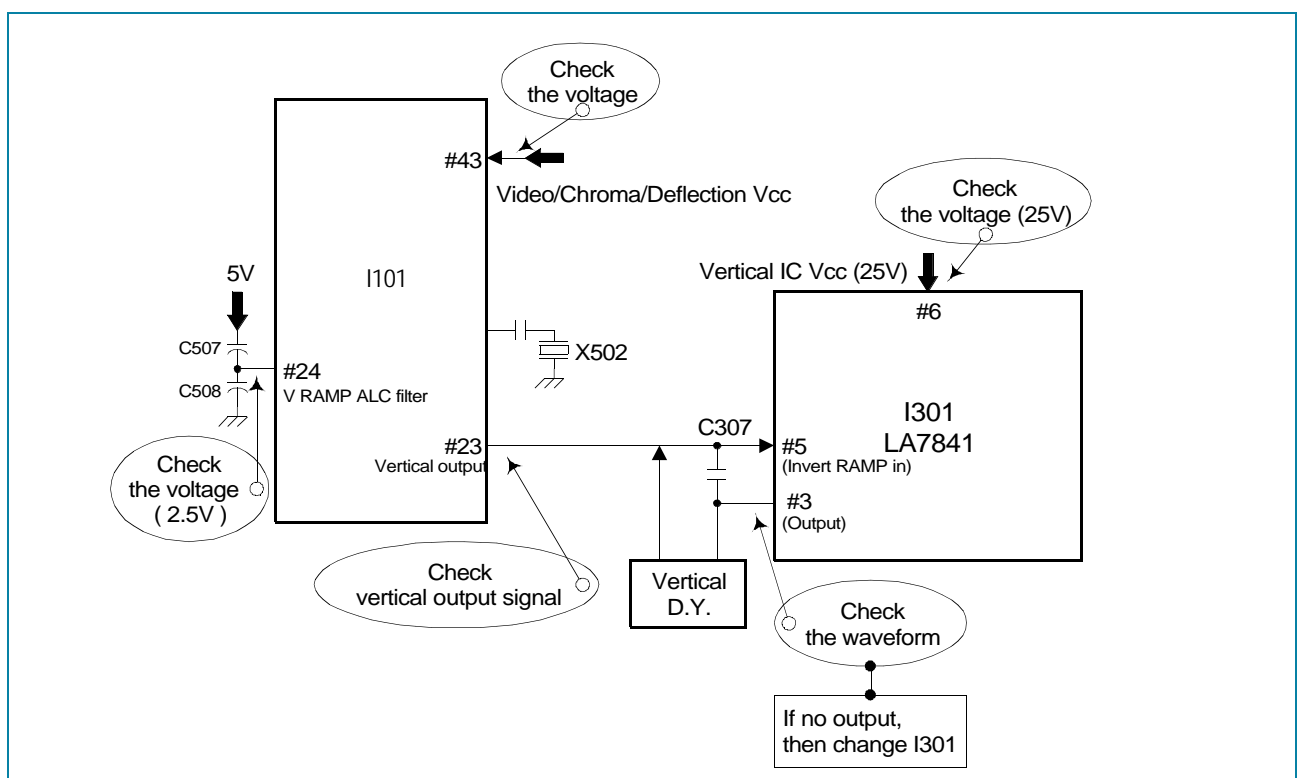 Check
the voltage
#43
Video/Chroma/Deflection Vcc
Check
the voltage (25V)
5V
I101
Vertical IC Vcc (25V)
#6
C507
X502
#24
C508
V RAMP ALC filter
I301
LA7841
C307
#23
Vertical output
#5
(Invert RAMP in)
Check
the voltage
( 2.5V )
#3
(Output)
Check
vertical output signal
Vertical
D.Y.
Check
the waveform
If no output,
then change I301